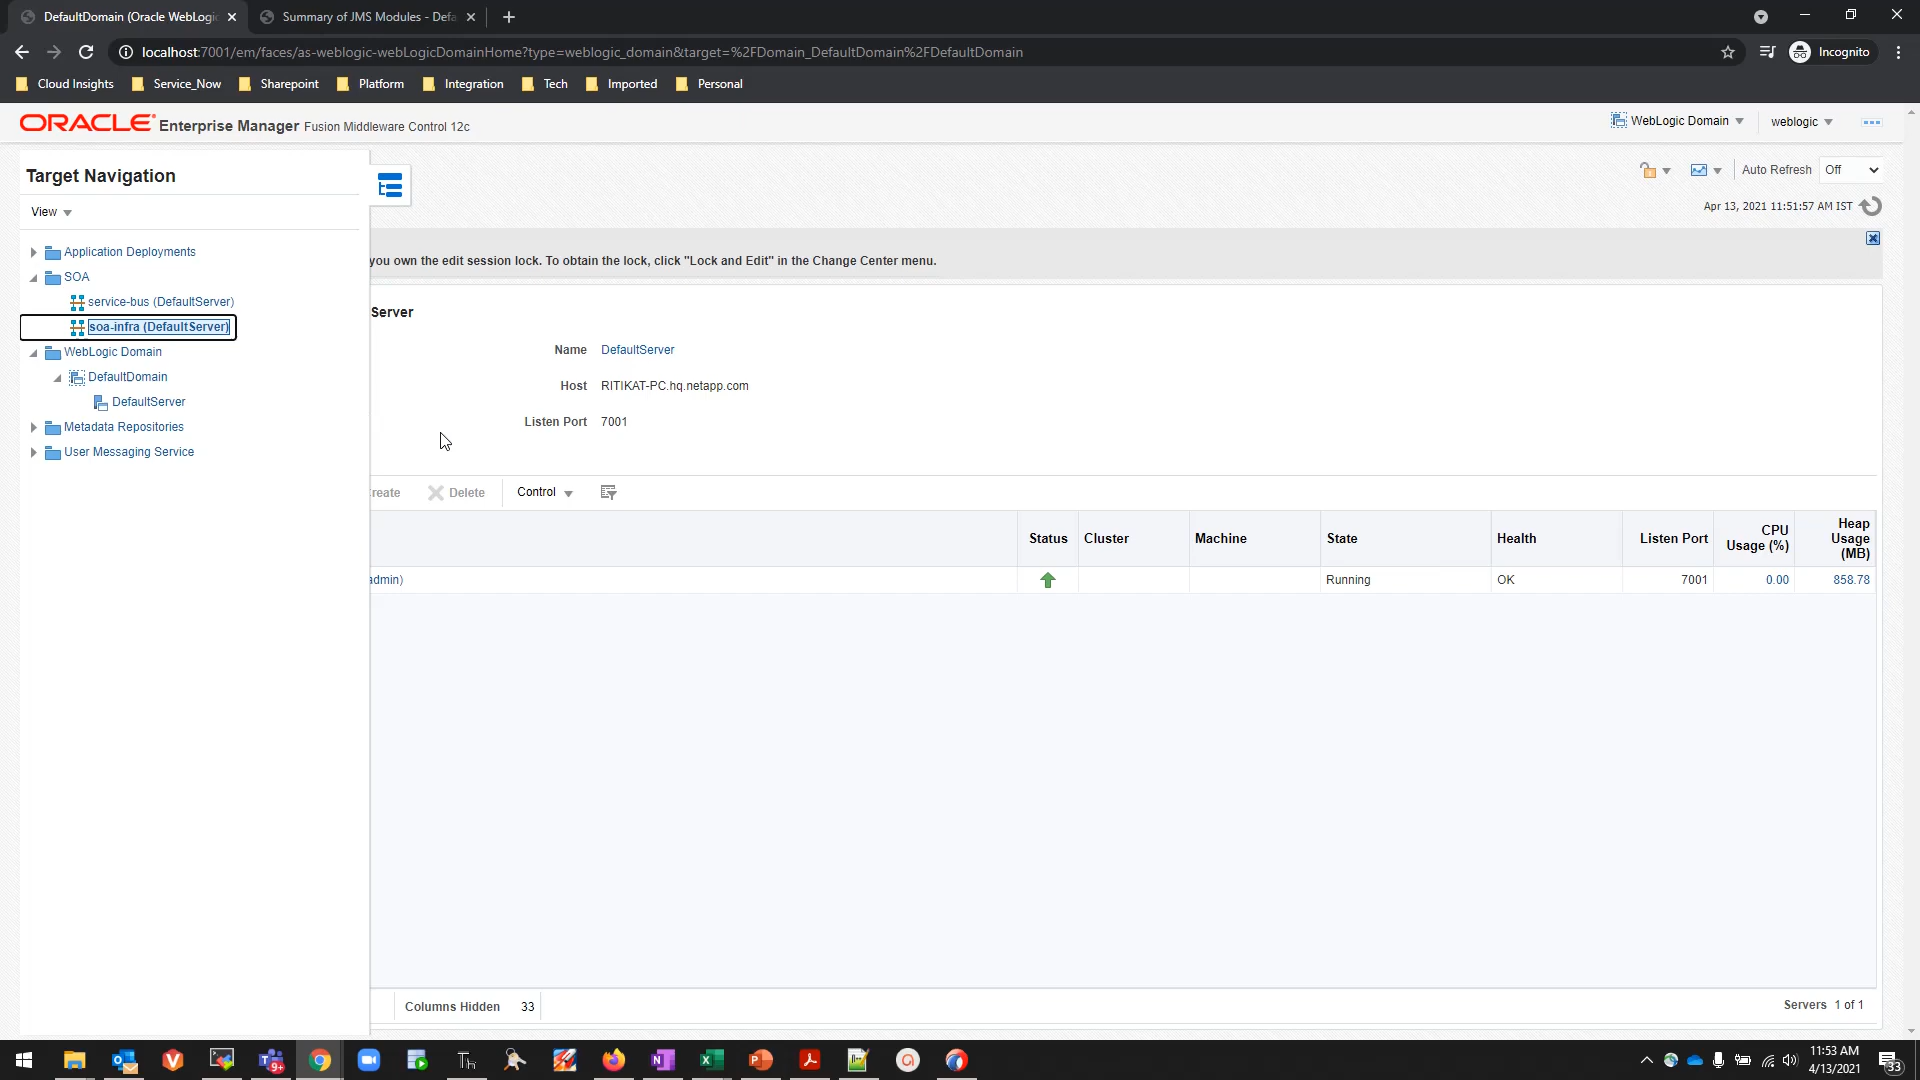 DefaultDomain (Oracle WebLogic
Summary of JMS Modules - Defa
localhost:7001/em/faces/as-weblogic-webLogicDomainHome?type=weblogic_domain&target=%2FDomain_DefaultDomain%2FDefaultDomain
Incognito
Cloud Insights
Service_Now
Sharepoint
Platform
Integration
Tech
Imported
Personal
ORACLE Enterprise Manager Fusion Middleware Control 12c
WebLogic Domain
weblogic
Target Navigation
View
Auto Refresh Off
Apr 13, 2021 11:51:57 AM IST
Application Deployments
SOA
service-bus (DefaultServer)
soa-infra (DefaultServer)
WebLogic Domain
DefaultDomain
DefaultServer
Metadata Repositories
User Messaging Service
you own the edit session lock. To obtain the lock, click "Lock and Edit" in the Change Center menu.
Server
Name DefaultServer
Host RITIKAT-PC.hq.netapp.com
Listen Port 7001
reate
Delete
Control
Status
Cluster
Machine
State
Health
Listen Port
CPU
Usage (%)
Heap
Usage
(MB)
admin)
Running
OK
7001
0.00
858.78
Columns Hidden 33
Servers 1 of 1
9+
11:53 AM
4/13/2021
33